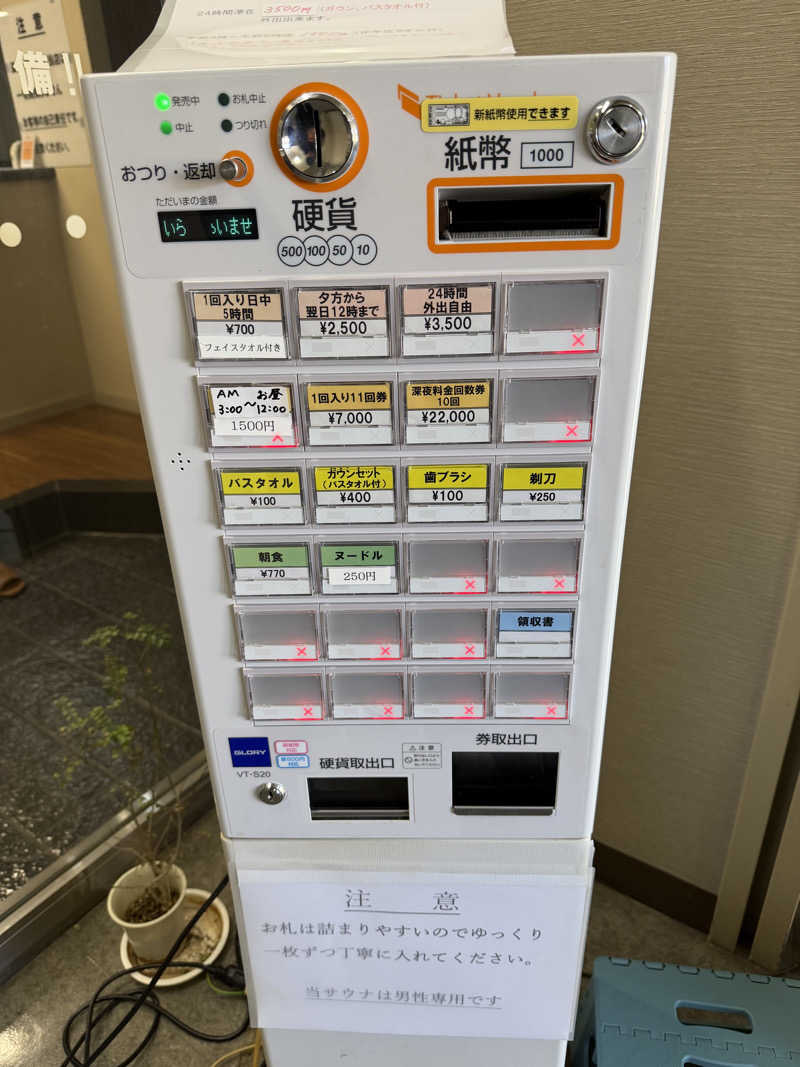 注意
備!!
24時間滞在 3500円(ガウン、バスタオル付)
外出出来ます。
発売中
お札中止
中止
つり切れ
おつり・返却
ただいまの金額
硬貨
500 100 50 10
新紙幣使用できます
紙幣 1000
1回入り日中
5時間
¥700
フェイスタオル付き
夕方から
翌日12時まで
¥2,500
24時間
外出自由
¥3,500
AM お昼
3:00〜12:00
1500円
1回入り11回券
¥7,000
深夜料金回数券
10回
¥22,000
バスタオル
¥100
ガウンセット
(バスタオル付)
¥400
歯ブラシ
¥100
剃刀
¥250
朝食
¥770
ヌードル
250円
領収書
GLORY
VT-S20
硬貨取出口
注意
券取出口
注 意
お札は詰まりやすいのでゆっくり
一枚ずつ丁寧に入れてください。
当サウナは男性専用です